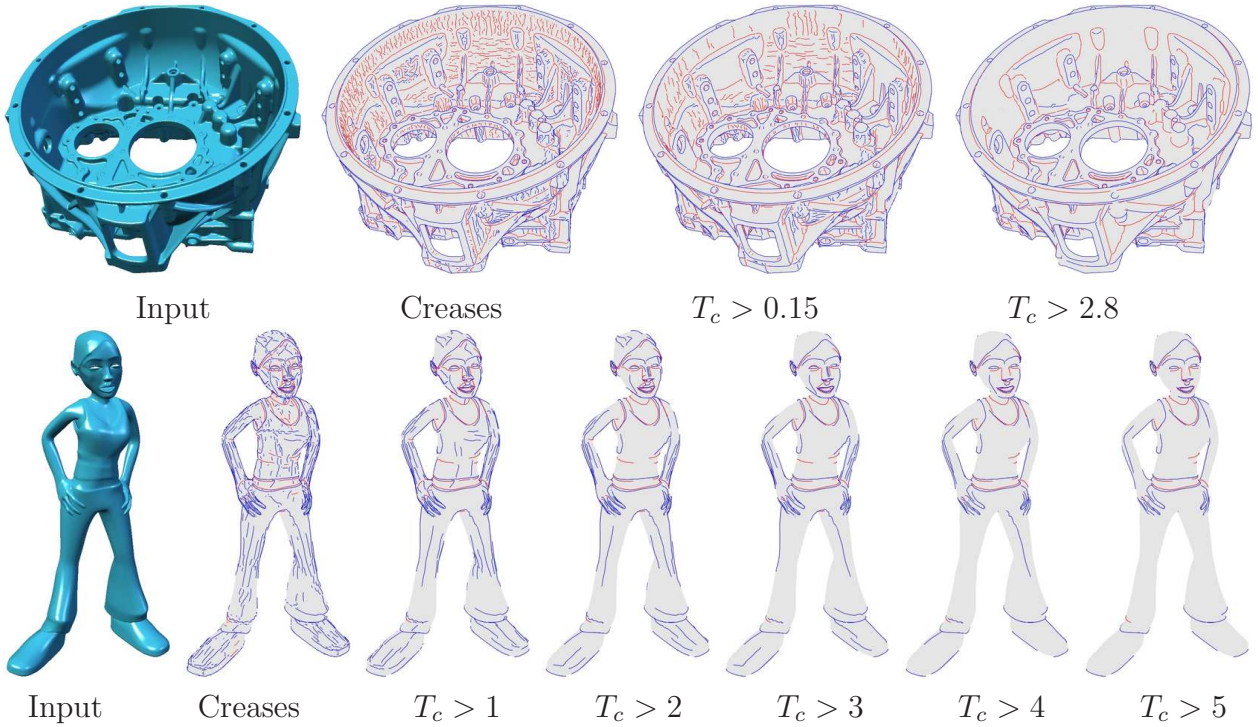 Input Creases T_c > 0.15 T_c > 2.8
Input Creases T_c > 1 T_c > 2 T_c > 3 T_c > 4 T_c > 5